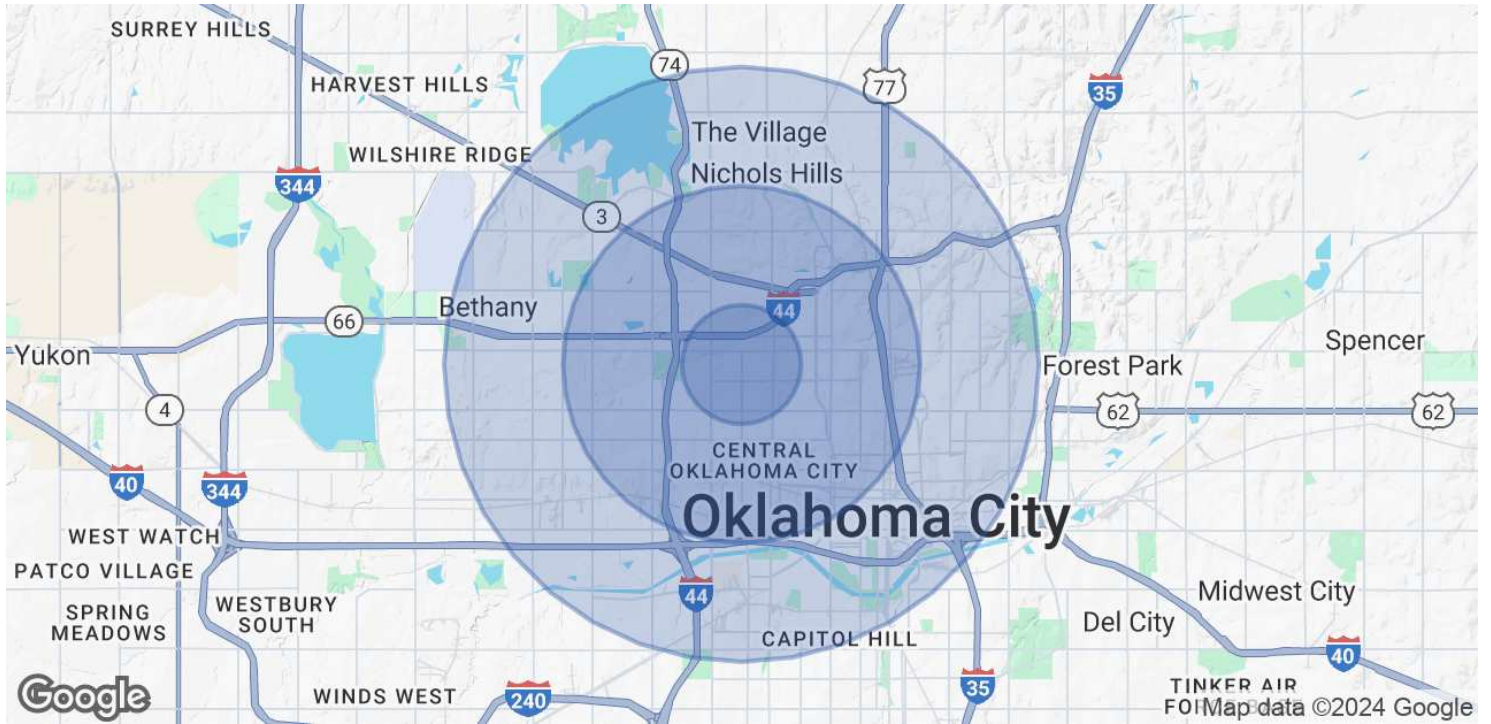 SURREY HILLS
74
77
35
HARVEST HILLS
The Village
WILSHIRE RIDGE
Nichols Hills
344
3
Bethany
44
66
Yukon
Spencer
Forest Park
4
62
62
CENTRAL
OKLAHOMA CITY
40
344
Oklahoma City
WEST WATCH
PATCO VILLAGE
44
Midwest City
SPRING
MEADOWS
WESTBURY
SOUTH
Del City
CAPITOL HILL
40
35
240
WINDS WEST
TINKER AIR
Google
Map data ©2024 Google